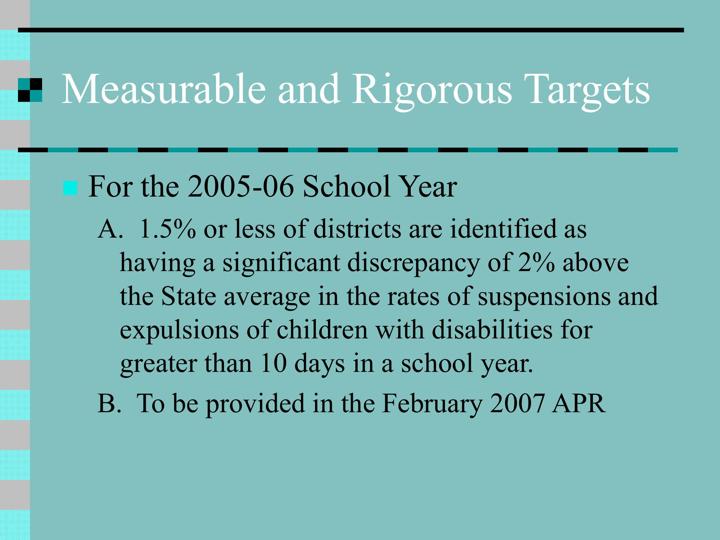 Measurable and Rigorous Targets
For the 2005-06 School Year
A. 1.5% or less of districts are identified as
having a significant discrepancy of 2% above
the State average in the rates of suspensions and
expulsions of children with disabilities for
greater than 10 days in a school year.
B. To be provided in the February 2007 APR